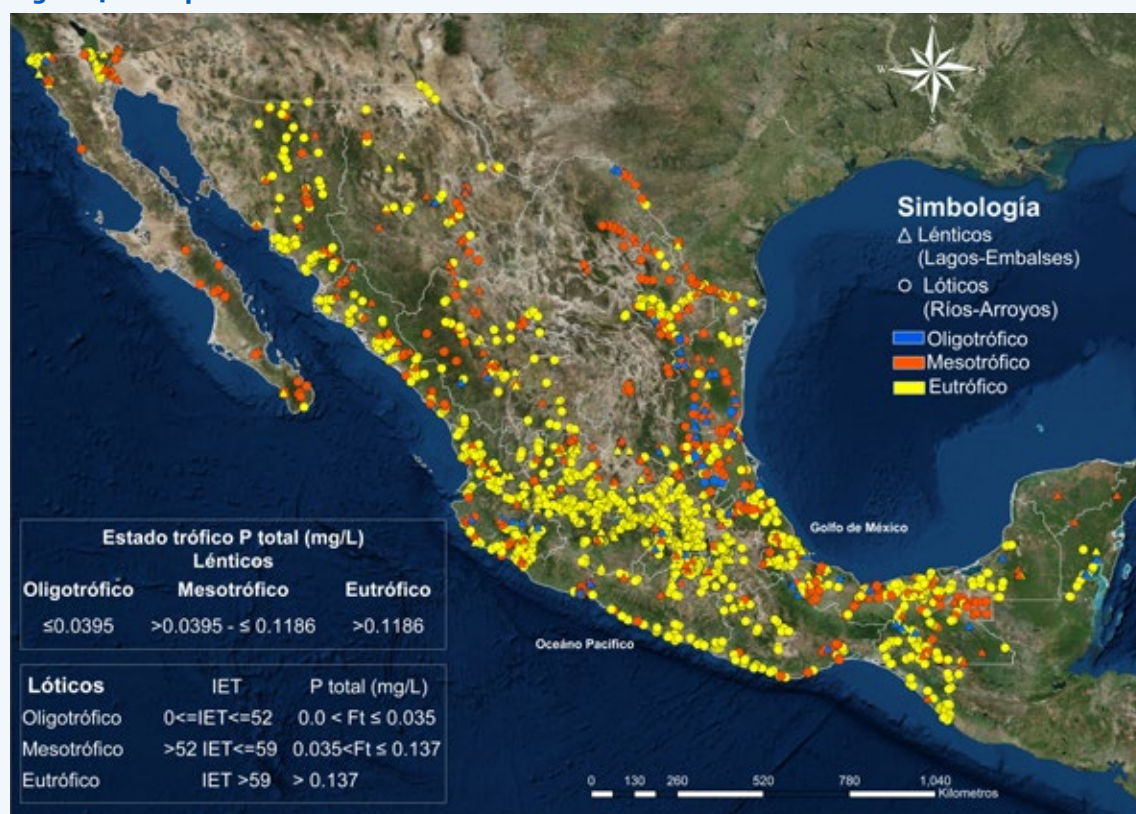 N
W
E
S
Simbología
Lénticos
(Lagos-Embalses)
Lóticos
(Ríos-Arroyos)
Oligotrófico
Mesotrófico
Eutrófico
Golfo de México
Oceáno Pacífico
Estado trófico P total (mg/L)
Lénticos
Oligotrófico Mesotrófico Eutrófico
≤0.0395 >0.0395 - ≤ 0.1186 >0.1186
Lóticos IET P total (mg/L)
Oligotrófico 0<=IET<=52 0.0 < Ft ≤ 0.035
Mesotrófico >52 IET<=59 0.035<Ft ≤ 0.137
Eutrófico IET >59 > 0.137
0 130 260 520 780 1,040
Kilometros